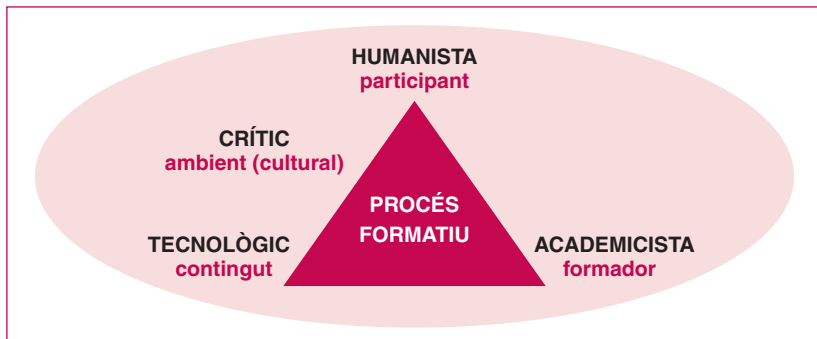 HUMANISTA
participant
CRÍTIC
ambient (cultural)
PROCÉS
FORMATIU
TECNOLÒGIC
contingut
ACADEMICISTA
formador